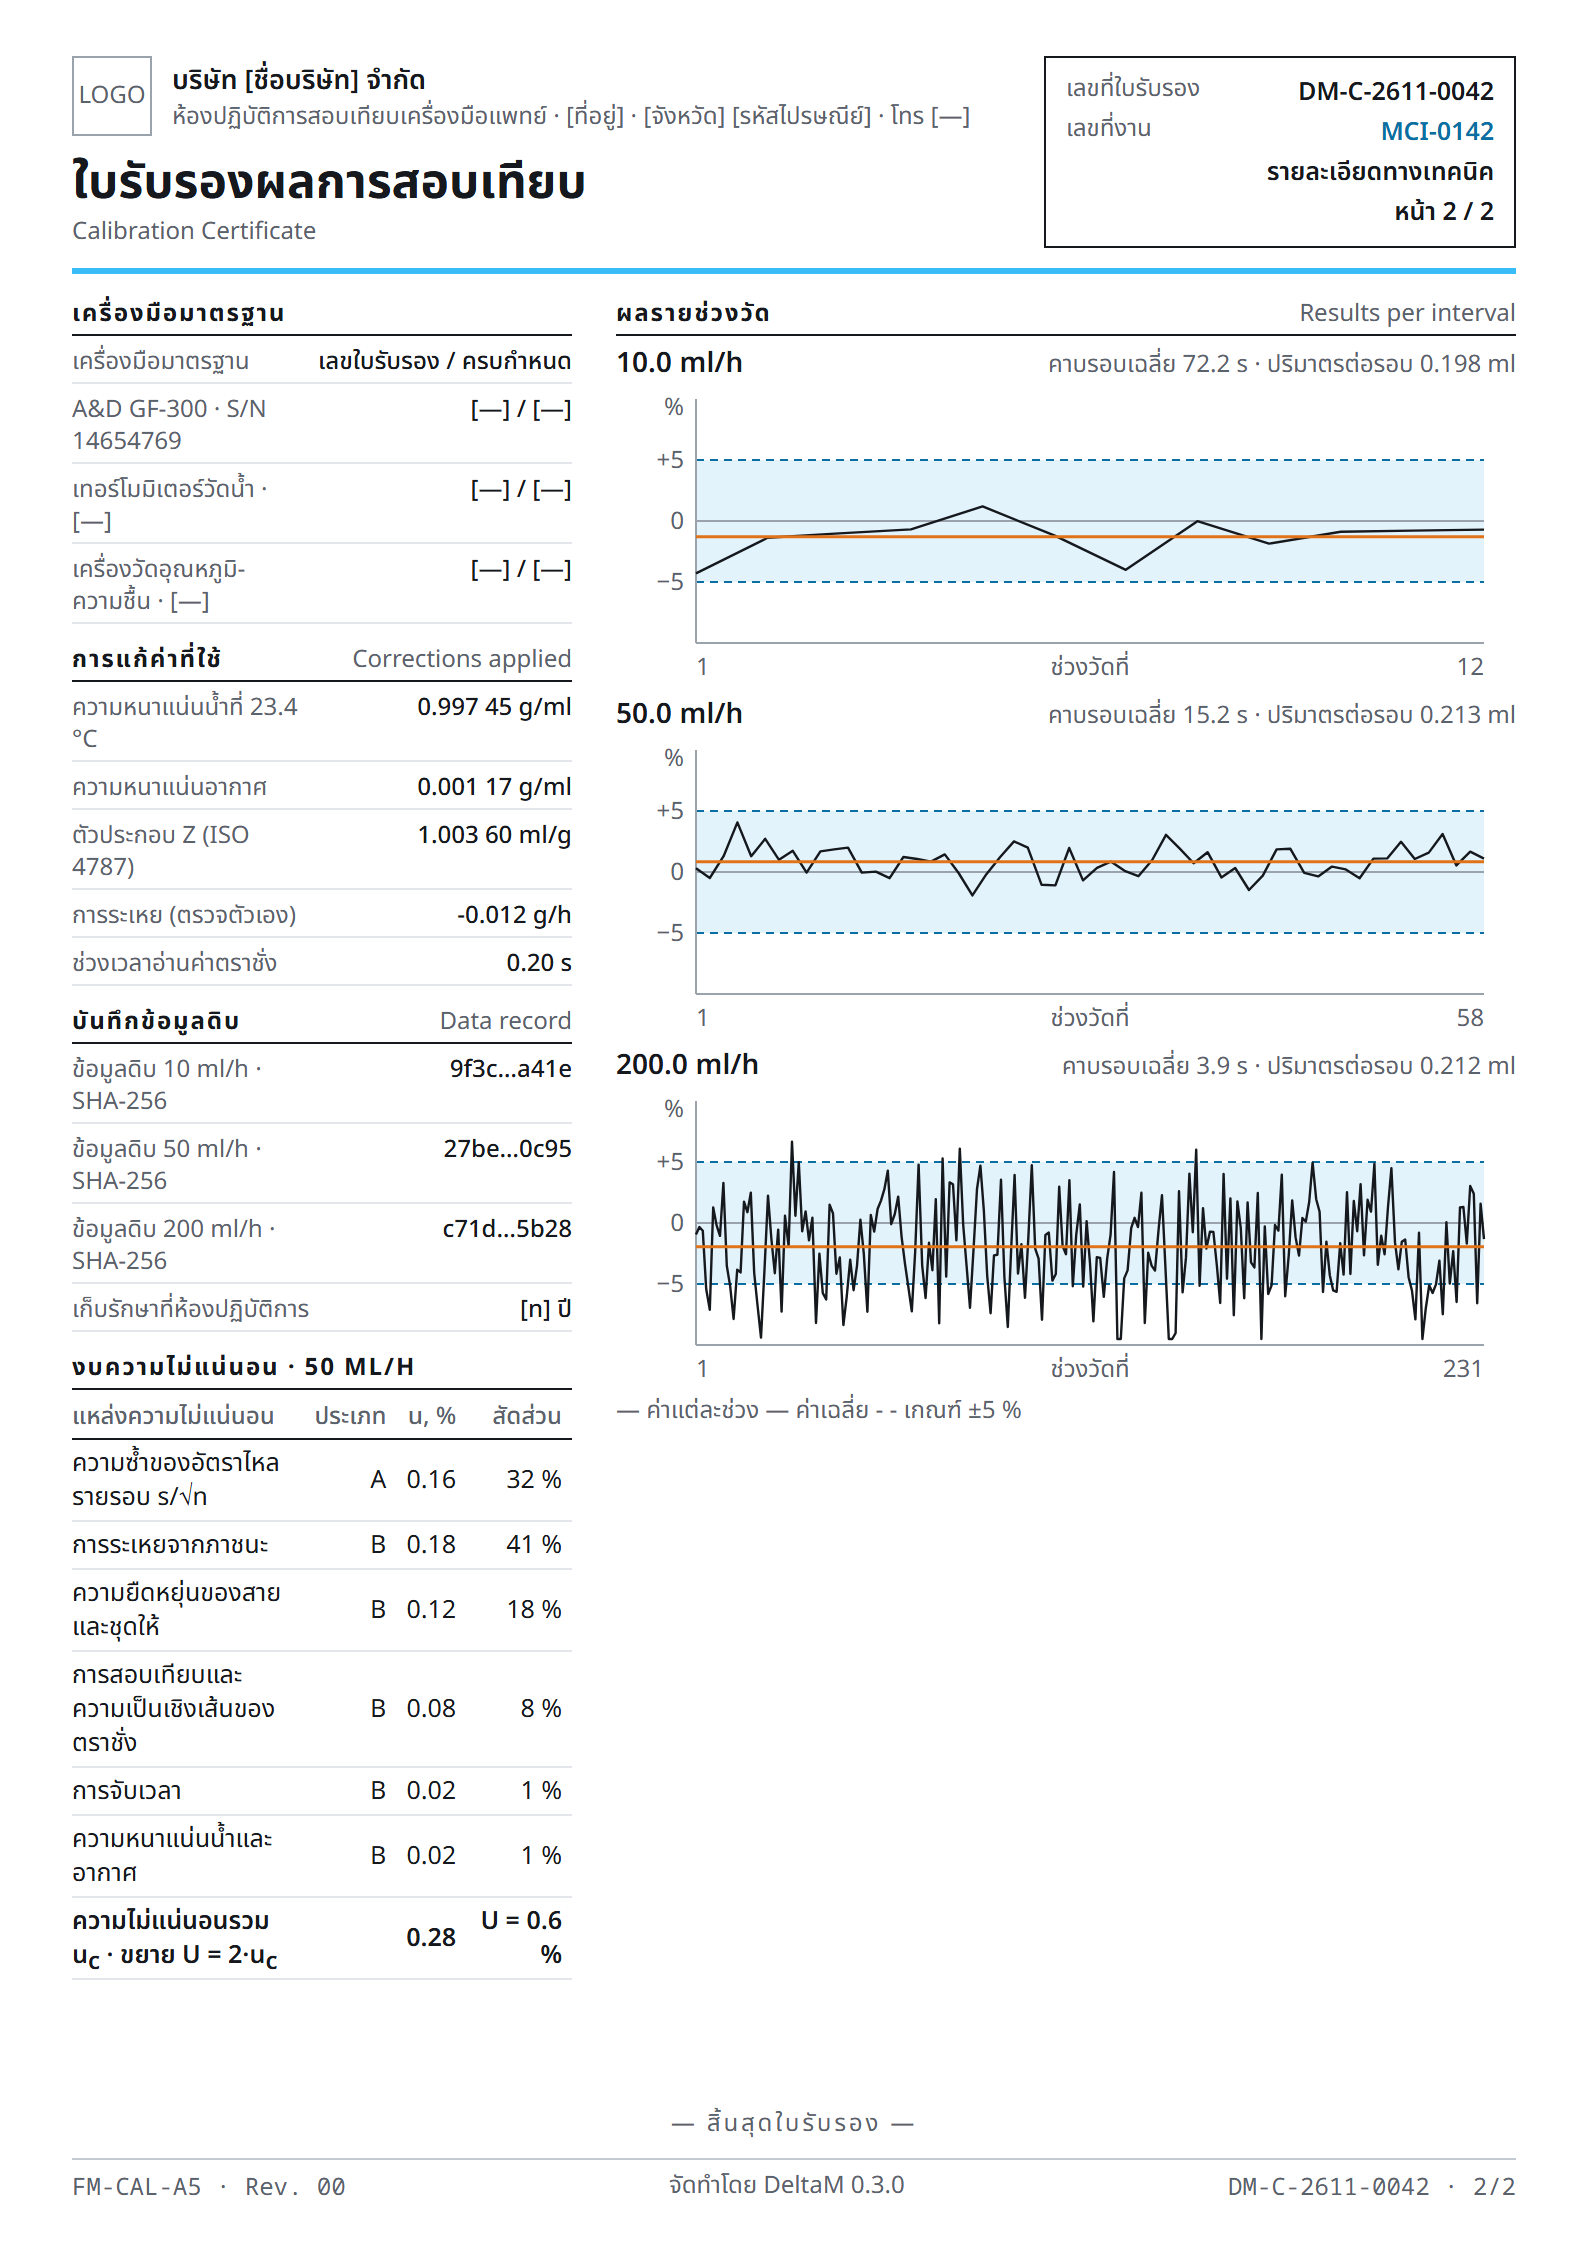 LOGO
บริษัท [ชื่อบริษัท] จำกัด
ห้องปฏิบัติการสอบเทียบเครื่องมือแพทย์ · [ที่อยู่] · [จังหวัด] [รหัสไปรษณีย์] · โทร [—]
ใบรับรองผลการสอบเทียบ
Calibration Certificate
เลขที่ใบรับรอง DM-C-2611-0042
เลขที่งาน MCI-0142
รายละเอียดทางเทคนิค
หน้า 2 / 2
เครื่องมือมาตรฐาน
เครื่องมือมาตรฐาน เลขใบรับรอง / ครบกำหนด
A&D GF-300 · S/N [—] / [—]
14654769
เทอร์โมมิเตอร์วัดน้ำ · [—] / [—]
[—]
เครื่องวัดอุณหภูมิ- [—] / [—]
ความชื้น · [—]
การแก้ค่าที่ใช้ Corrections applied
ความหนาแน่นน้ำที่ 23.4 0.997 45 g/ml
°C
ความหนาแน่นอากาศ 0.001 17 g/ml
ตัวประกอบ Z (ISO 1.003 60 ml/g
4787)
การระเหย (ตรวจตัวเอง) -0.012 g/h
ช่วงเวลาอ่านค่าตราชั่ง 0.20 s
บันทึกข้อมูลดิบ Data record
ข้อมูลดิบ 10 ml/h · 9f3c…a41e
SHA-256
ข้อมูลดิบ 50 ml/h · 27be…0c95
SHA-256
ข้อมูลดิบ 200 ml/h · c71d…5b28
SHA-256
เก็บรักษาที่ห้องปฏิบัติการ [n] ปี
งบความไม่แน่นอน · 50 ML/H
แหล่งความไม่แน่นอน ประเภท u, % สัดส่วน
ความซ้ำของอัตราไหล
รายรอบ s/√n A 0.16 32 %
การระเหยจากภาชนะ B 0.18 41 %
ความยืดหยุ่นของสาย
และชุดให้ B 0.12 18 %
การสอบเทียบและ
ความเป็นเชิงเส้นของ B 0.08 8 %
ตราชั่ง
การจับเวลา B 0.02 1 %
ความหนาแน่นน้ำและ
อากาศ B 0.02 1 %
ความไม่แน่นอนรวม 0.28 U = 0.6
uc · ขยาย U = 2·uc %
ผลรายช่วงวัด Results per interval
10.0 ml/h คาบรอบเฉลี่ย 72.2 s · ปริมาตรต่อรอบ 0.198 ml
%
+5
0
−5
1 ช่วงวัดที่ 12
50.0 ml/h คาบรอบเฉลี่ย 15.2 s · ปริมาตรต่อรอบ 0.213 ml
%
+5
0
−5
1 ช่วงวัดที่ 58
200.0 ml/h คาบรอบเฉลี่ย 3.9 s · ปริมาตรต่อรอบ 0.212 ml
%
+5
0
−5
1 ช่วงวัดที่ 231
— ค่าแต่ละช่วง — ค่าเฉลี่ย - - เกณฑ์ ±5 %
— สิ้นสุดใบรับรอง —
FM-CAL-A5 · Rev. 00 จัดทำโดย DeltaM 0.3.0 DM-C-2611-0042 · 2/2